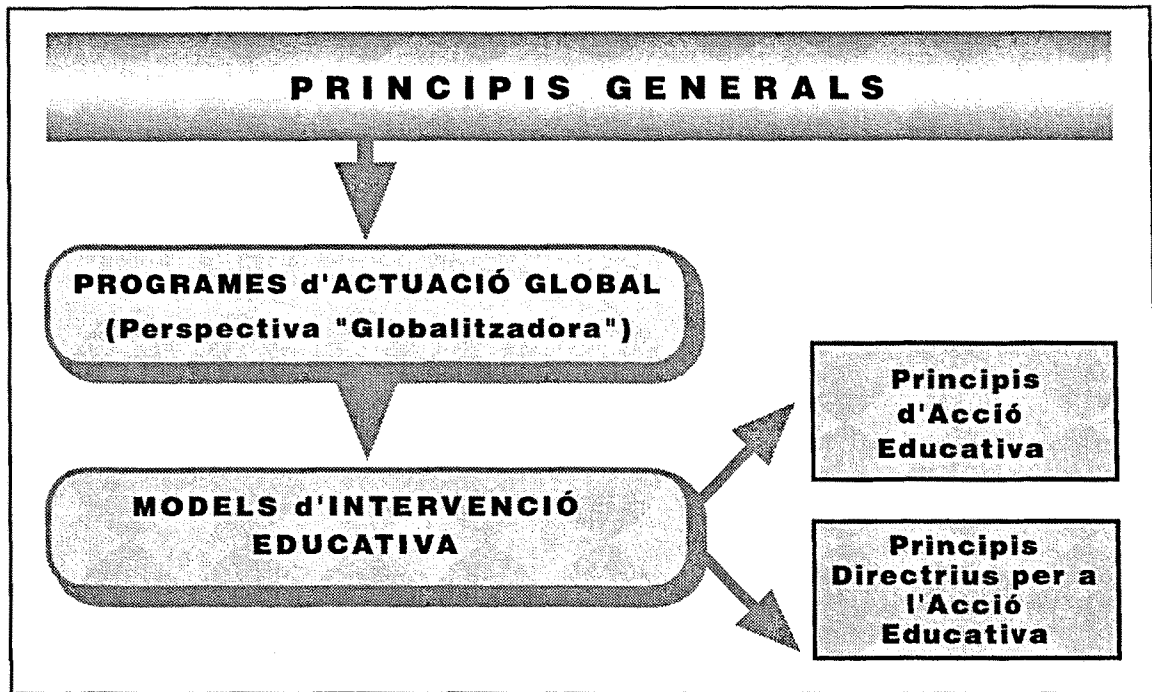 PRINCIPIS GENERALS
PROGRAMES d'ACTUACIÓ GLOBAL
(Perspectiva "Globalitzadora")
MODELS d'INTERVENCIÓ
EDUCATIVA
Principis
d'Acció
Educativa
Principis
Directrius per a
l'Acció
Educativa